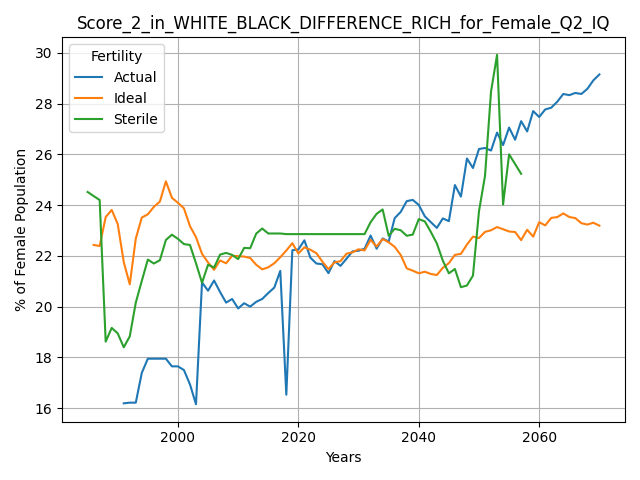 Score_2_in_WHITE_BLACK_DIFFERENCE_RICH_for_Female_Q2_IQ
Fertility
Actual
Ideal
Sterile
% of Female Population
30
28
26
24
22
20
18
16
2000
2020
2040
2060
Years